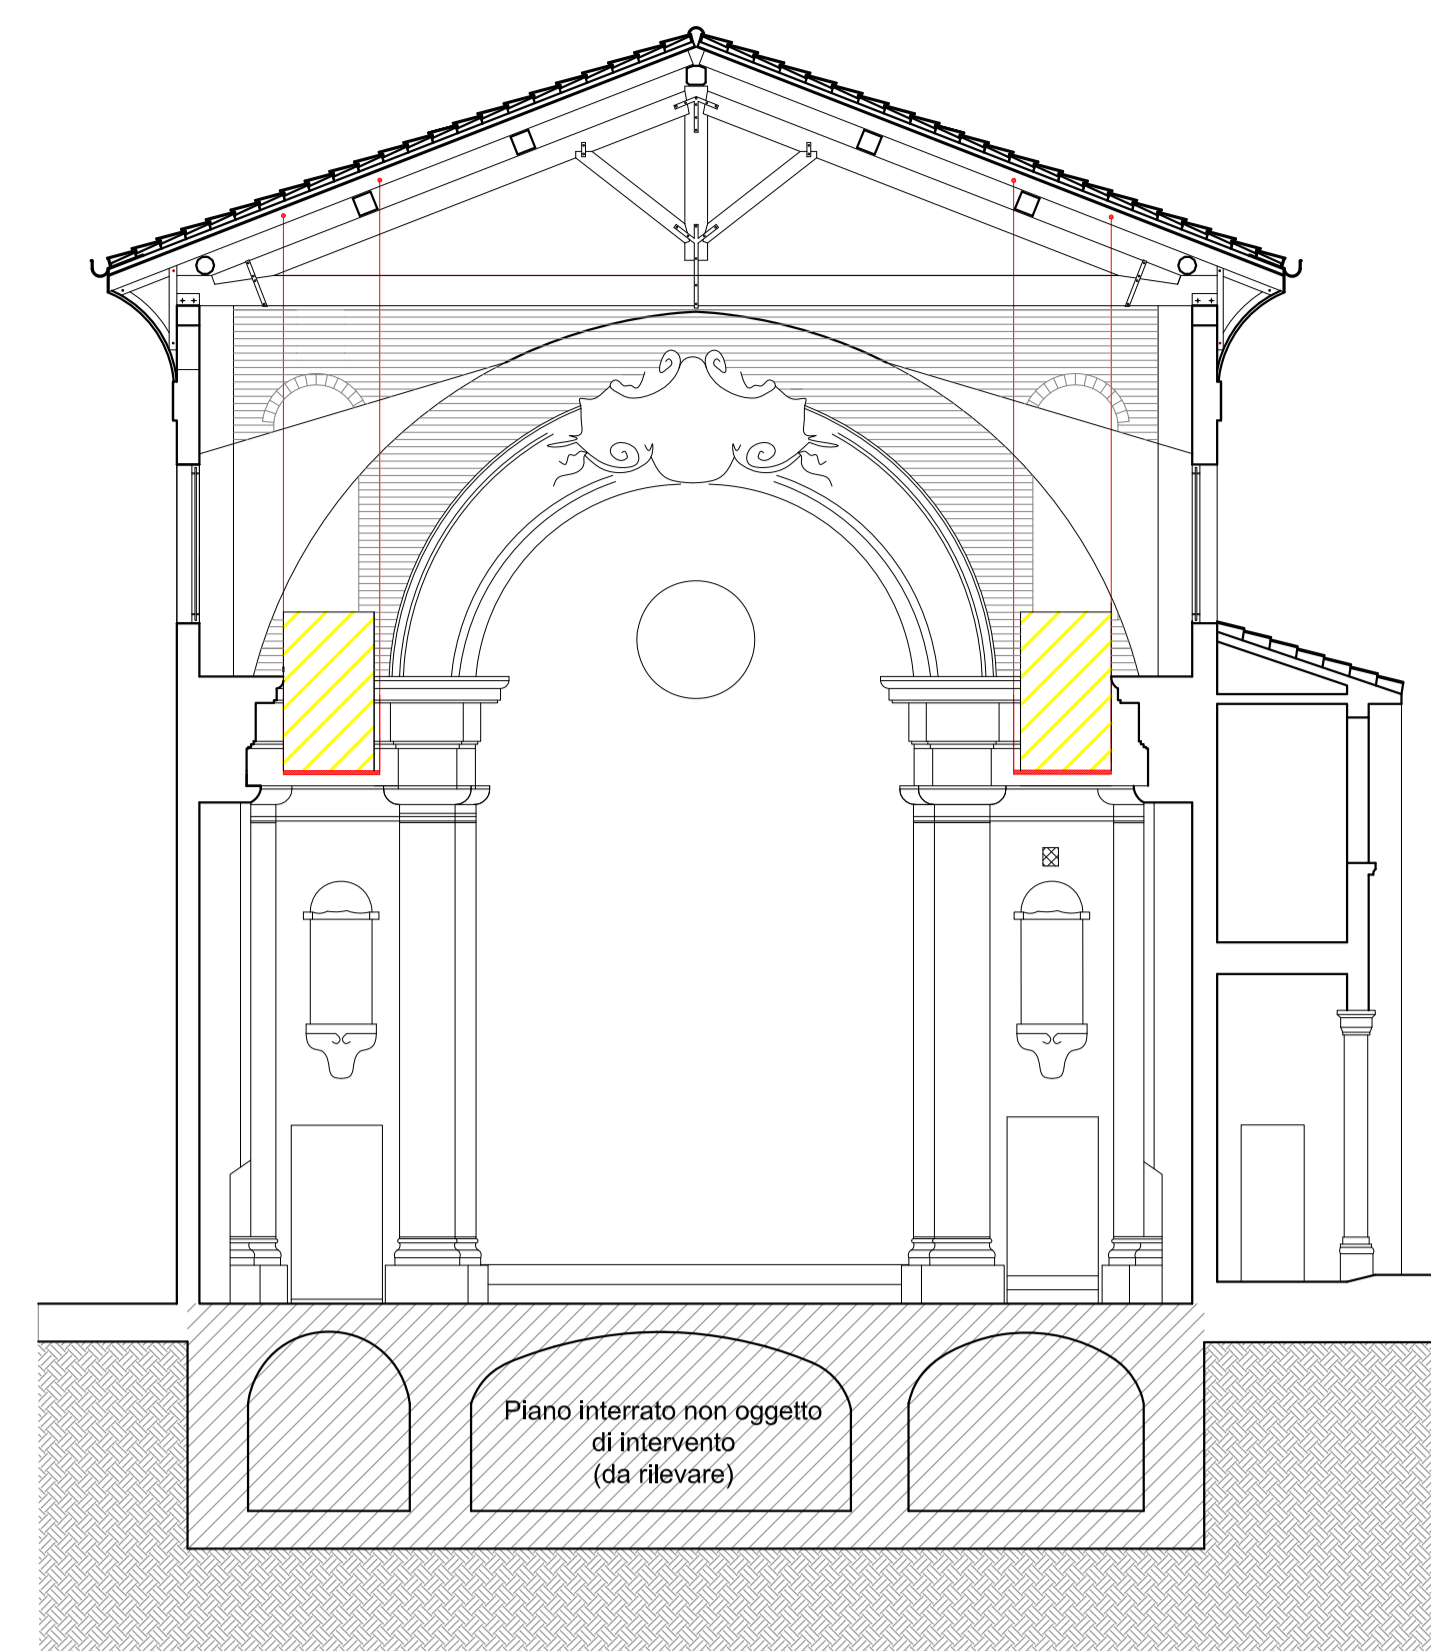 Piano interrato non oggetto
di intervento
(da rilevare)